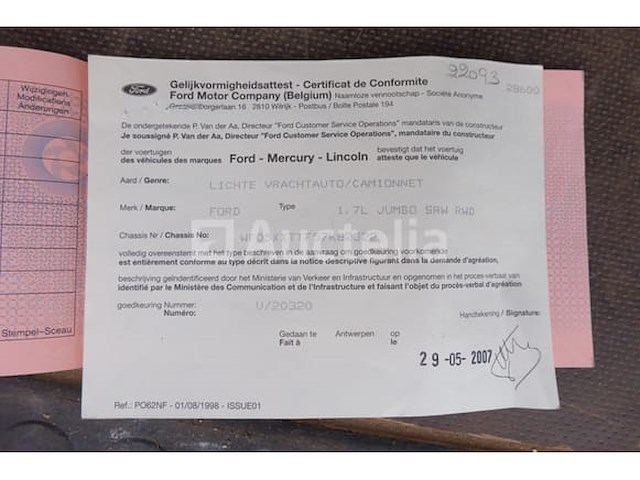 Wijzigingen
Modifications
Änderungen
Stempel-Sceau
Ford
22093
28600
Gelijkvormigheidsattest - Certificat de Conformite
Ford Motor Company (Belgium) Naamloze vennootschap - Société Anonyme
16 2610 Wilrijk - Postbus / Boite Postale 194
De ondergetekende P. Van der Aa, Directeur "Ford Customer Service Operations", mandataris van de constructeur
Je soussigné P. Van der Aa, Directeur "Ford Customer Service Operations", mandataire du constructeur
der voertuigen
des véhicules des marques
Ford - Mercury - Lincoln
bevestigt dat het voertuig
atteste que le véhicule
Aard / Genre: LICHTE VRACHTAUTO/CAMIONNET
Merk / Marque: FORD Type 1.7L JUMBO SRW RWD
Chassis Nr / Chassis No:
Auctelia
volledig overeenstemt met het type beschreven in de aanvraag om goedkeuring voorkomende
est entièrement conforme au type décrit dans la notice descriptive figurant dans la demande d'agréation,
beschrijving geïndentificeerd door het Ministerie van Verkeer en Infrastructuur en opgenomen in het proces-verbaal van
identifié par le Ministère des Communication et de l'Infrastructure et faisant l'objet du procès-verbal d'agréation
goedkeuring Nummer: V/20320
Numéro:
Handtekening / Signature:
Gedaan te Antwerpen op
Fait à le
29-05-2007
Ref.: PO62NF - 01/08/1998 - ISSUE01